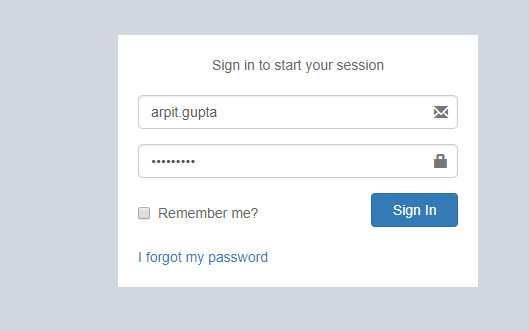 Sign in to start your session
arpit.gupta
•••••••••
Remember me?
Sign In
I forgot my password